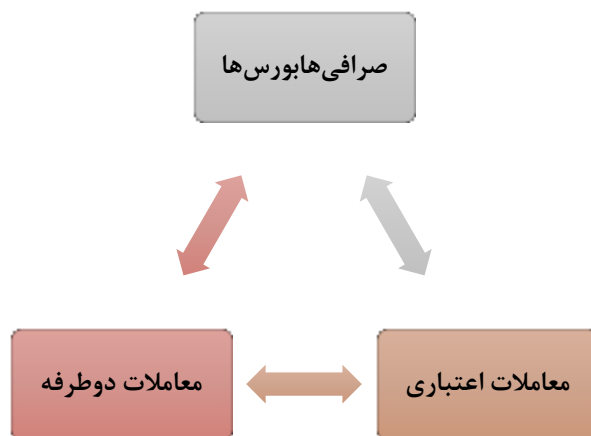 صرافی‌هابورس‌ها
معاملات اعتباری
معاملات دوطرفه